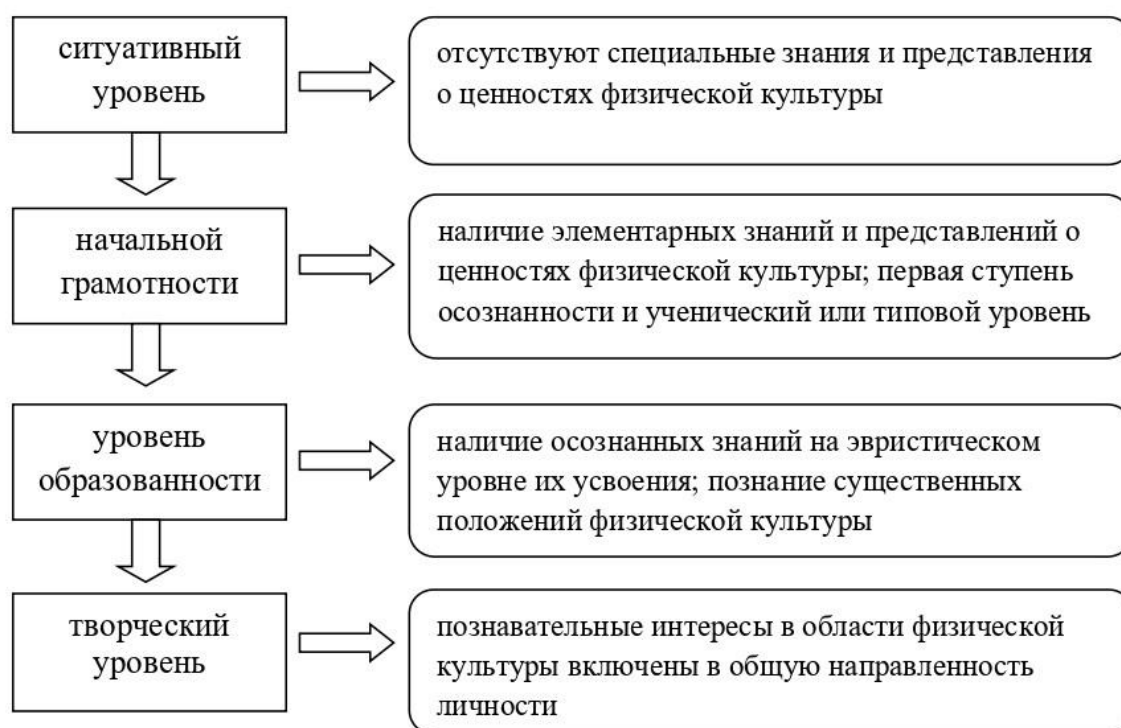 ситуативный
уровень
отсутствуют специальные знания и представления
о ценностях физической культуры
начальной
грамотности
наличие элементарных знаний и представлений о
ценностях физической культуры; первая ступень
осознанности и ученический или типовой уровень
уровень
образованности
наличие осознанных знаний на эвристическом
уровне их усвоения; познание существенных
положений физической культуры
творческий
уровень
познавательные интересы в области физической
культуры включены в общую направленность
личности